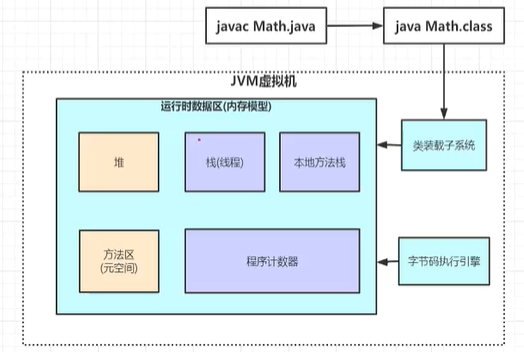 javac Math.java
java Math.class
JVM虚拟机
运行时数据区(内存模型)
堆
栈(线程)
本地方法栈
类装载子系统
方法区
(元空间)
程序计数器
字节码执行引擎